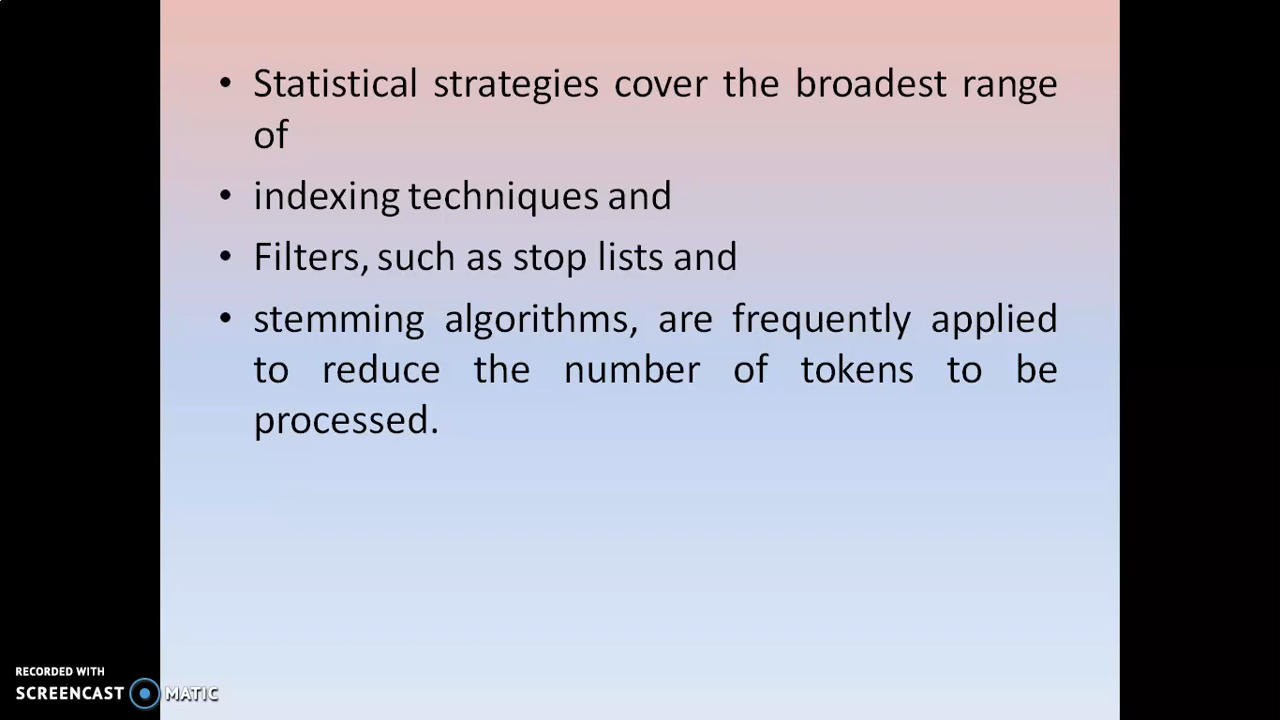 • Statistical strategies cover the broadest range
of
• indexing techniques and
• Filters, such as stop lists and
• stemming algorithms, are frequently applied
to reduce the number of tokens to be
processed.
RECORDED WITH
SCREENCAST MATIC